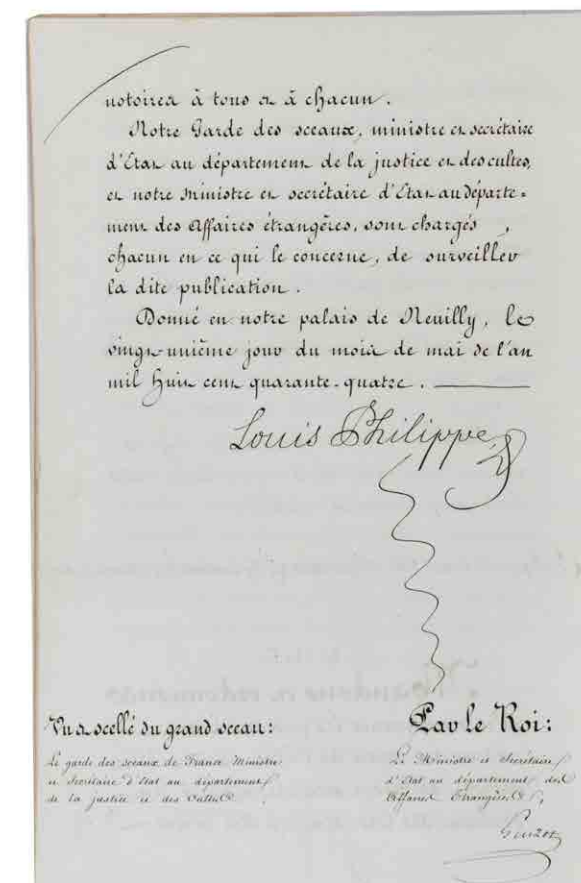 notoires à tous et à chacun.
Notre Garde des sceaux, ministre et secrétaire
d'État au département de la justice et des cultes,
et notre ministre et secrétaire d'État au départe=
ment des Affaires étrangères, sont chargés,
chacun en ce qui le concerne, de surveiller
la dite publication.
Donné en notre palais de Neuilly, le
vingt-unième jour du mois de mai de l'an
mil huit cent quarante-quatre.
Louis Philippe
Vu et scellé du grand sceau:
Le garde des sceaux de France Ministre
et Secrétaire d'État au département
de la justice et des Cultes
Par le Roi:
Le Ministre et Secrétaire
d'État au département des
Affaires Étrangères,
Guizot